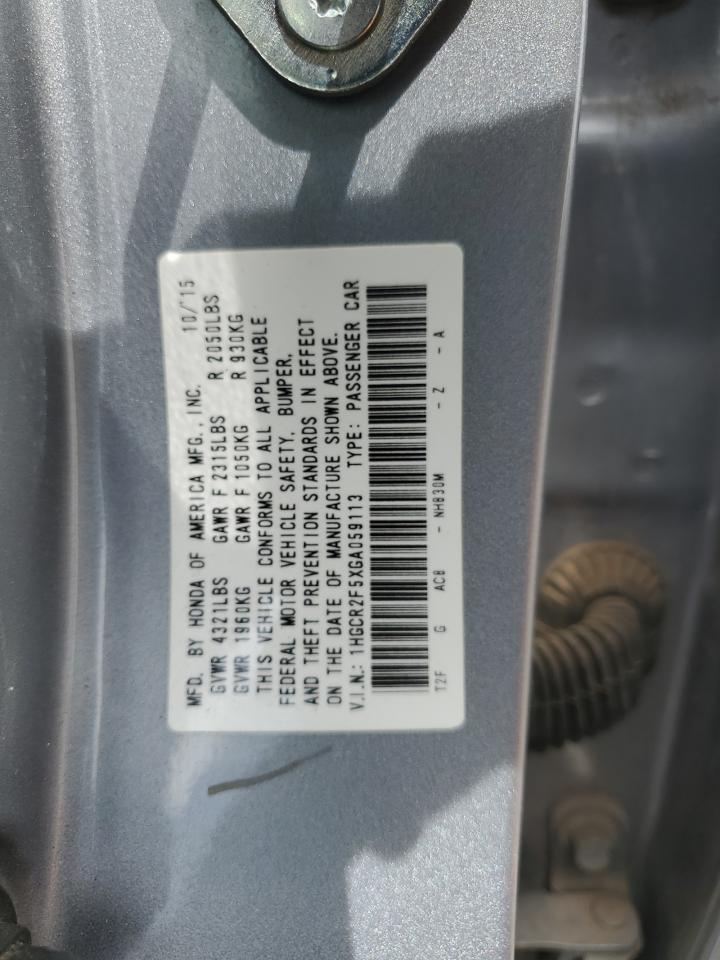 MFD. BY HONDA OF AMERICA MFG., INC. 10/'15
GVWR 4321LBS GAWR F 2315LBS R 2050LBS
GVWR 1960KG GAWR F 1050KG R 930KG
THIS VEHICLE CONFORMS TO ALL APPLICABLE
FEDERAL MOTOR VEHICLE SAFETY, BUMPER,
AND THEFT PREVENTION STANDARDS IN EFFECT
ON THE DATE OF MANUFACTURE SHOWN ABOVE.
V.I.N.: 1HGCR2F5XGA059113 TYPE: PASSENGER CAR
T2F G AC8 - NH830M - Z - A